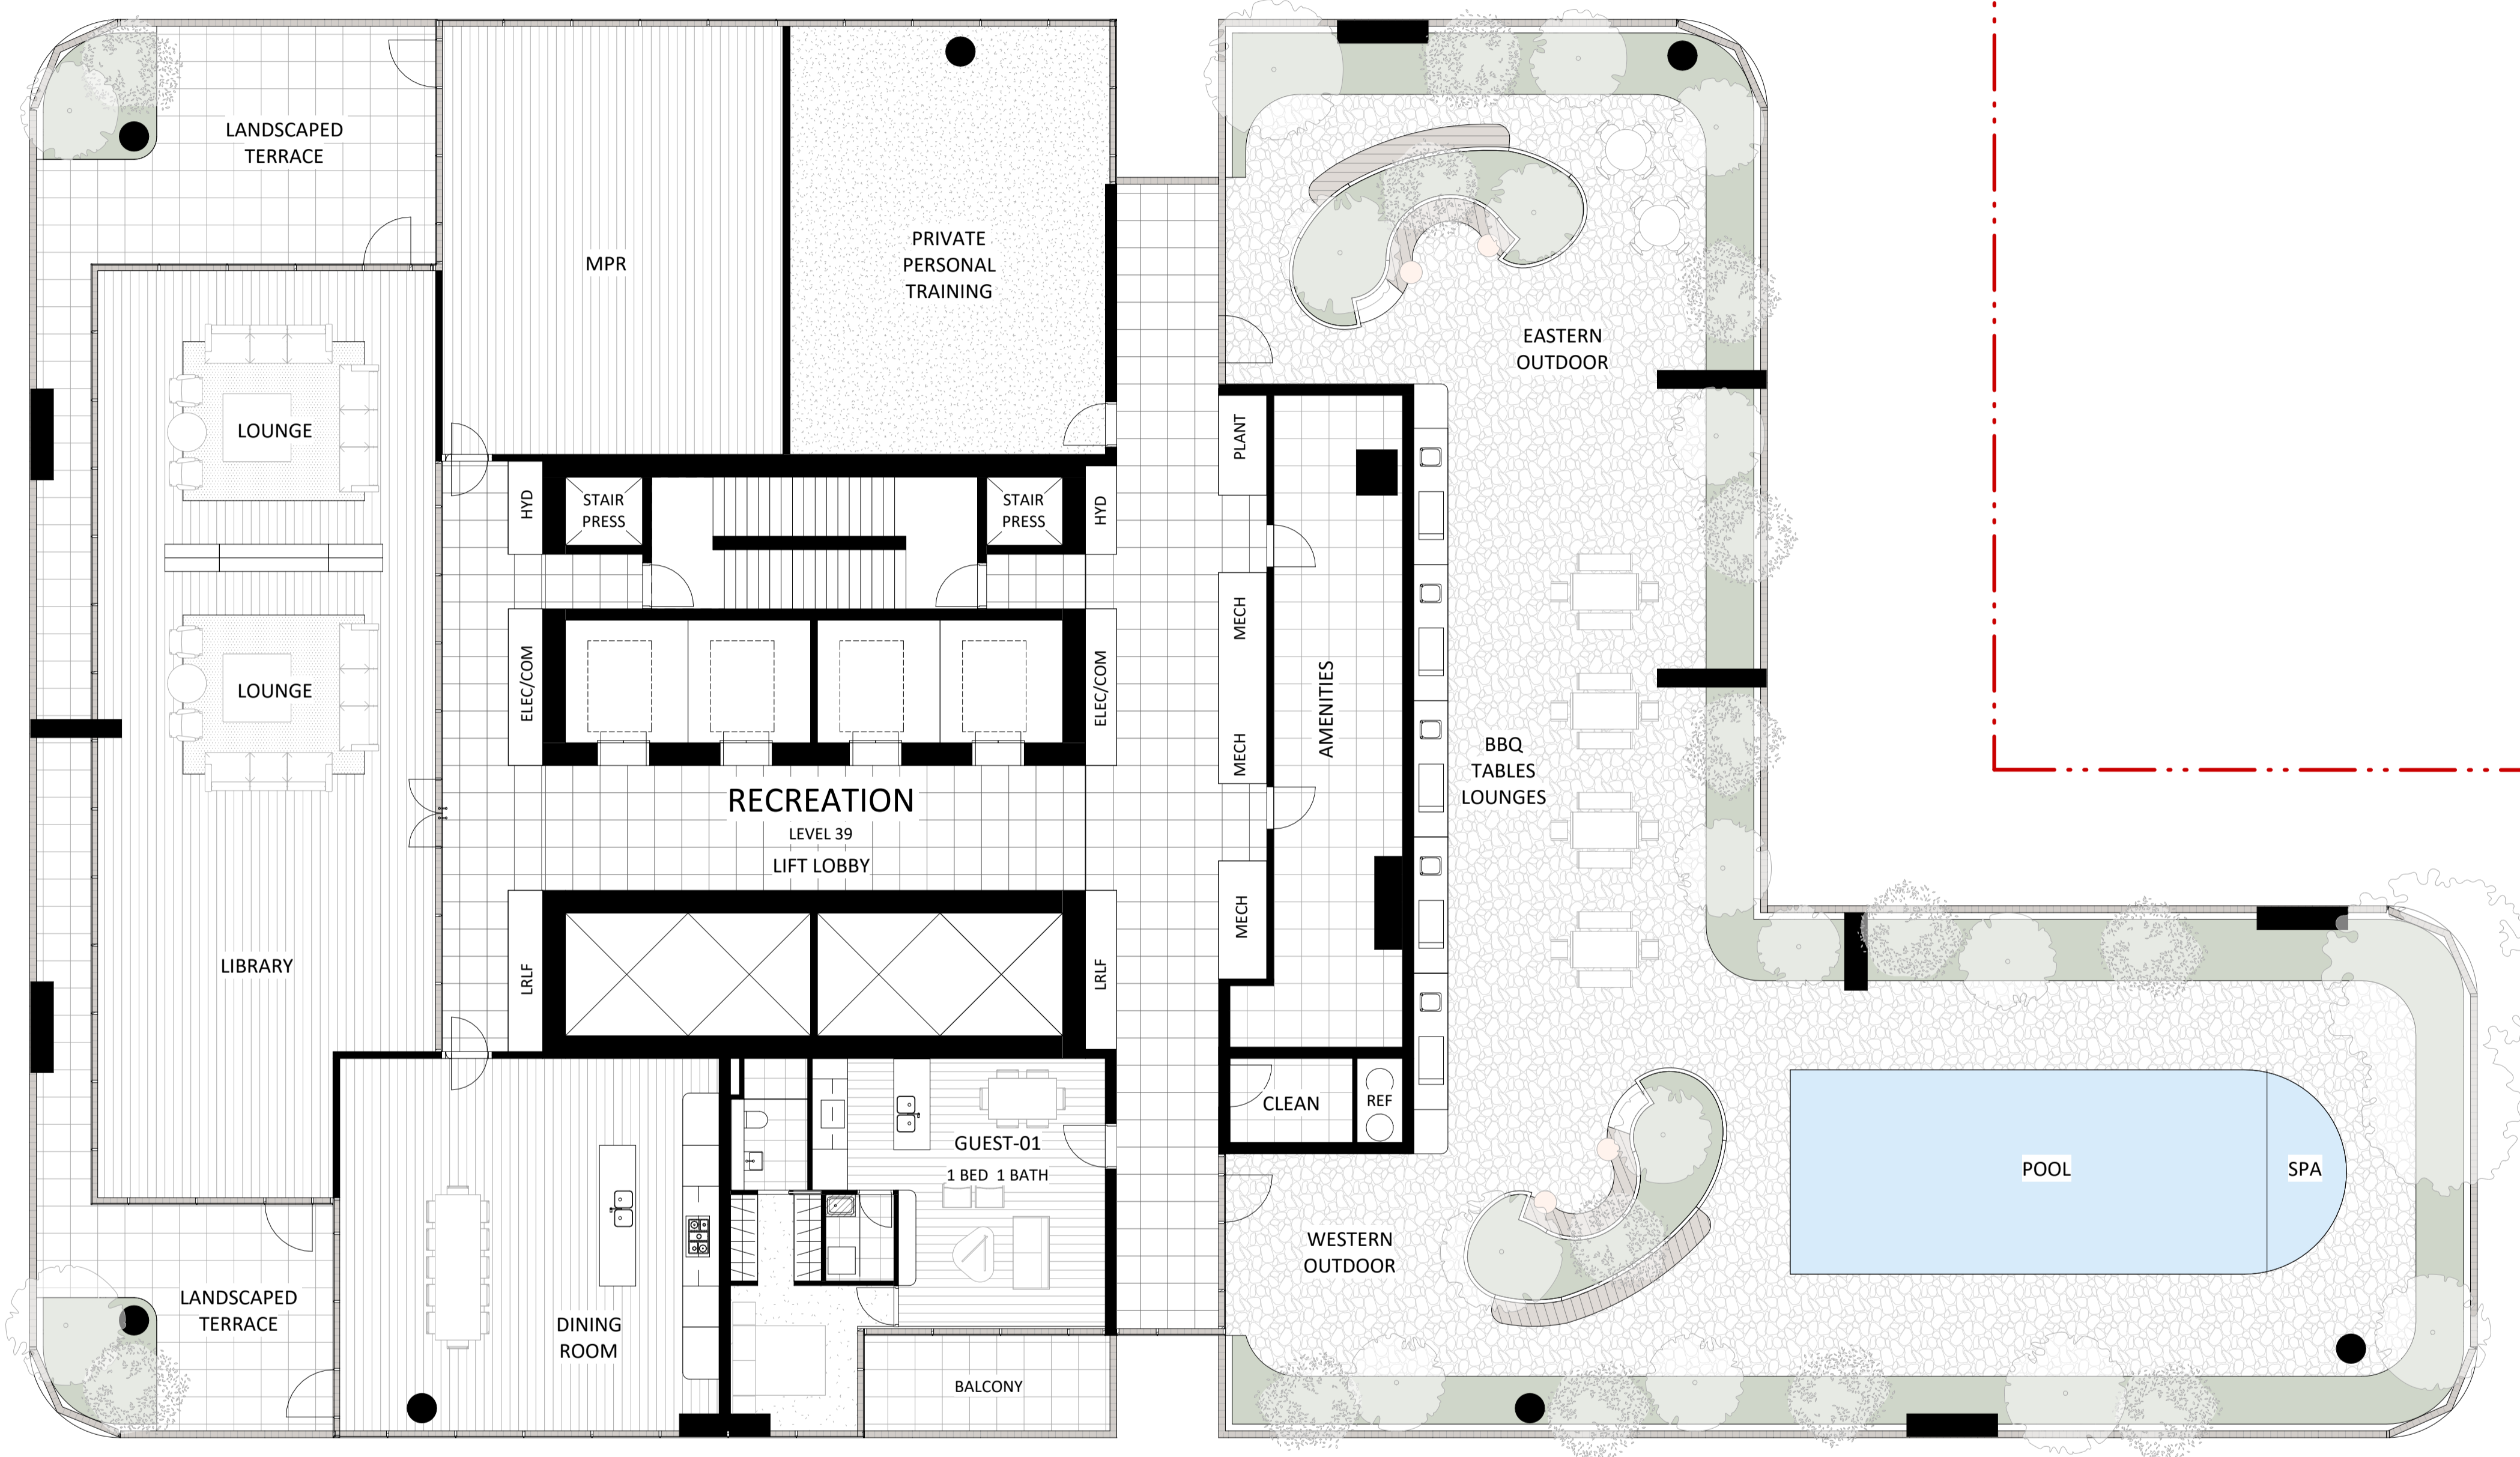 LANDSCAPED
TERRACE
MPR
PRIVATE
PERSONAL
TRAINING
EASTERN
OUTDOOR
LOUNGE
PLANT
HYD
STAIR
PRESS
STAIR
PRESS
HYD
MECH
LOUNGE
ELEC/COM
ELEC/COM
AMENITIES
MECH
BBQ
TABLES
LOUNGES
RECREATION
LEVEL 39
LIFT LOBBY
MECH
LIBRARY
LRLF
LRLF
CLEAN
REF
GUEST-01
1 BED 1 BATH
POOL
SPA
WESTERN
OUTDOOR
LANDSCAPED
TERRACE
DINING
ROOM
BALCONY